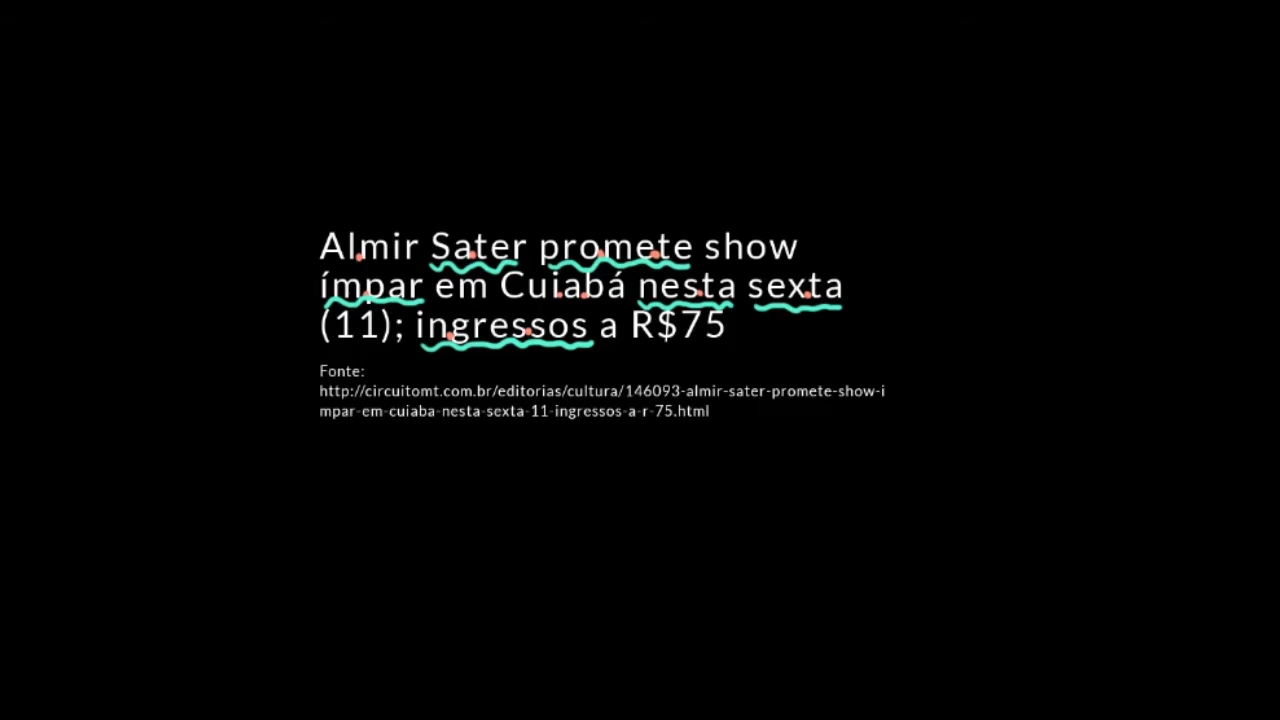 Almir Sater promete show
ímpar em Cuiabá nesta sexta
(11); ingressos a R$75
Fonte:
http://circuitomt.com.br/editorias/cultura/146093-almir-sater-promete-show-i
mpar-em-cuiaba-nesta-sexta-11-ingressos-a-r-75.html